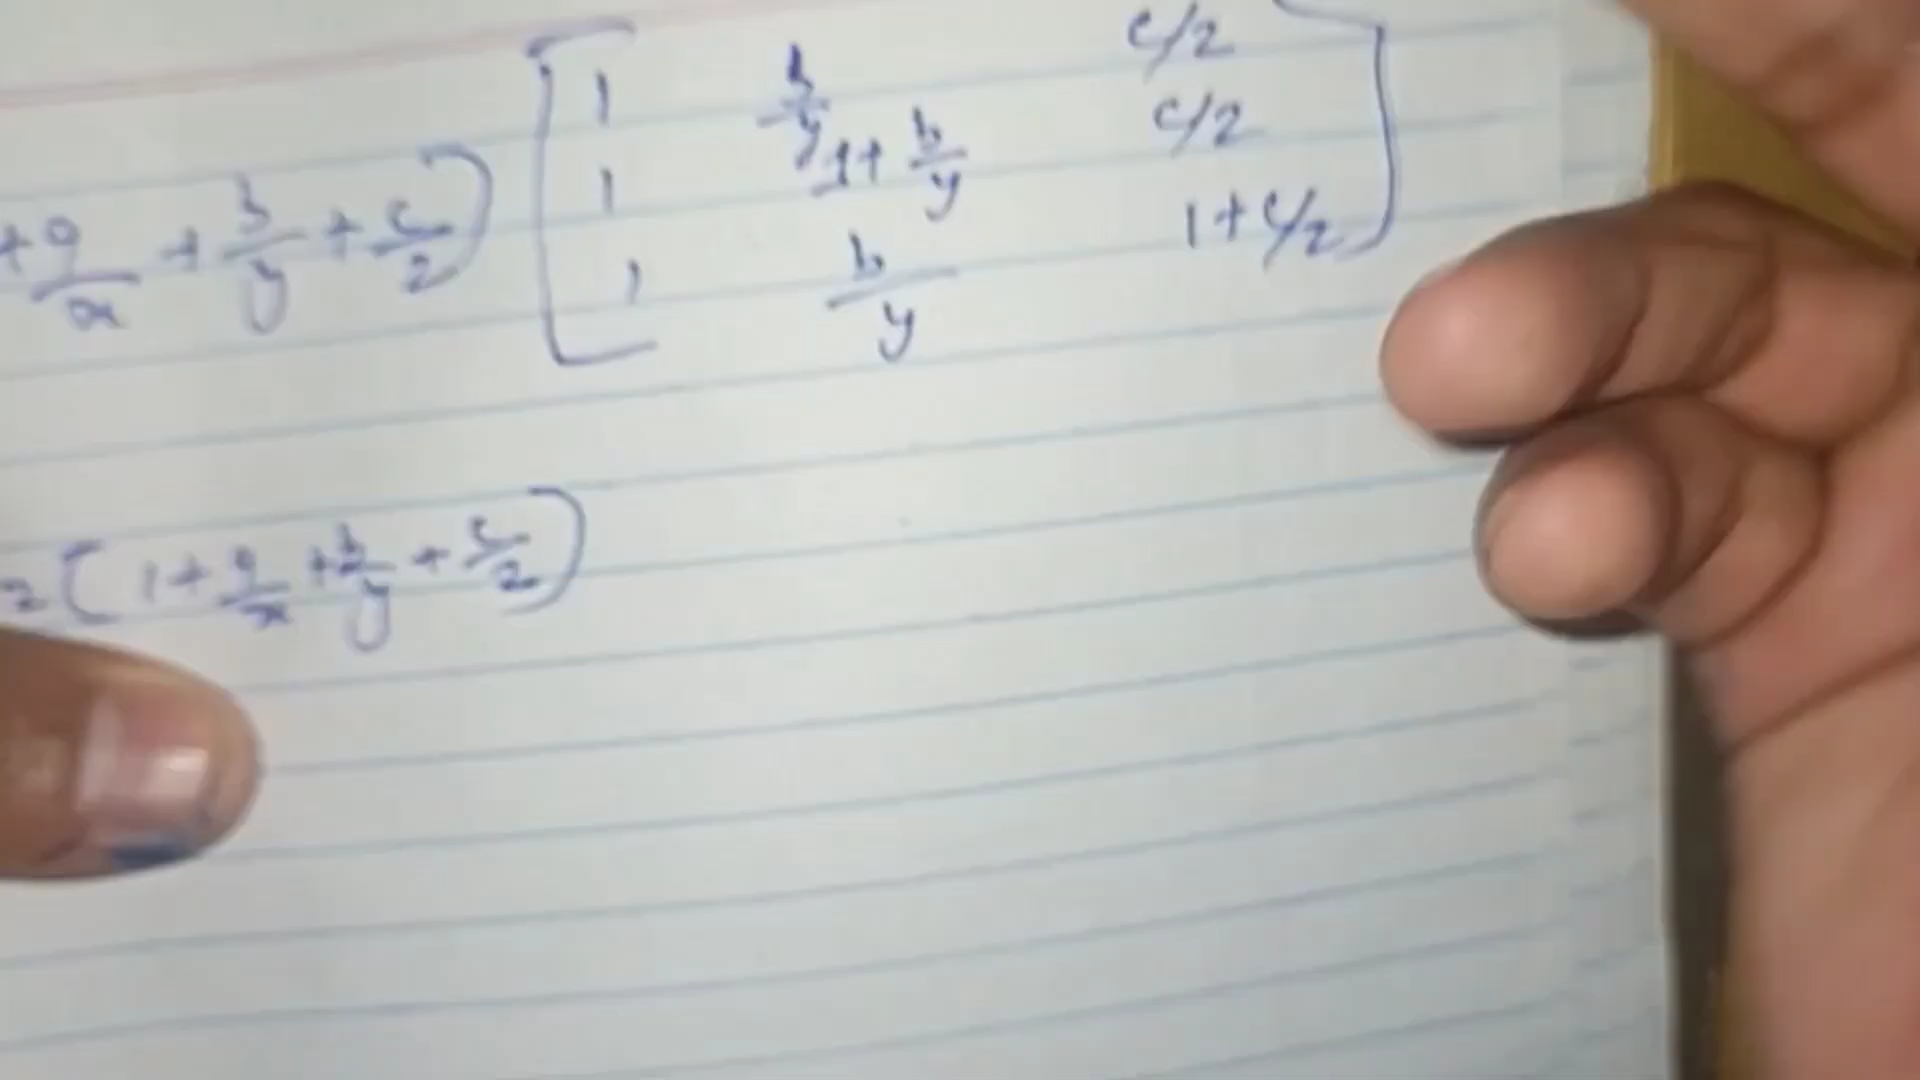 + a/x + b/y + c/z) [ 1 b/y c/z
1 1 + b/y c/z
1 b/y 1 + c/z ]
z ( 1 + a/x + b/y + c/z )